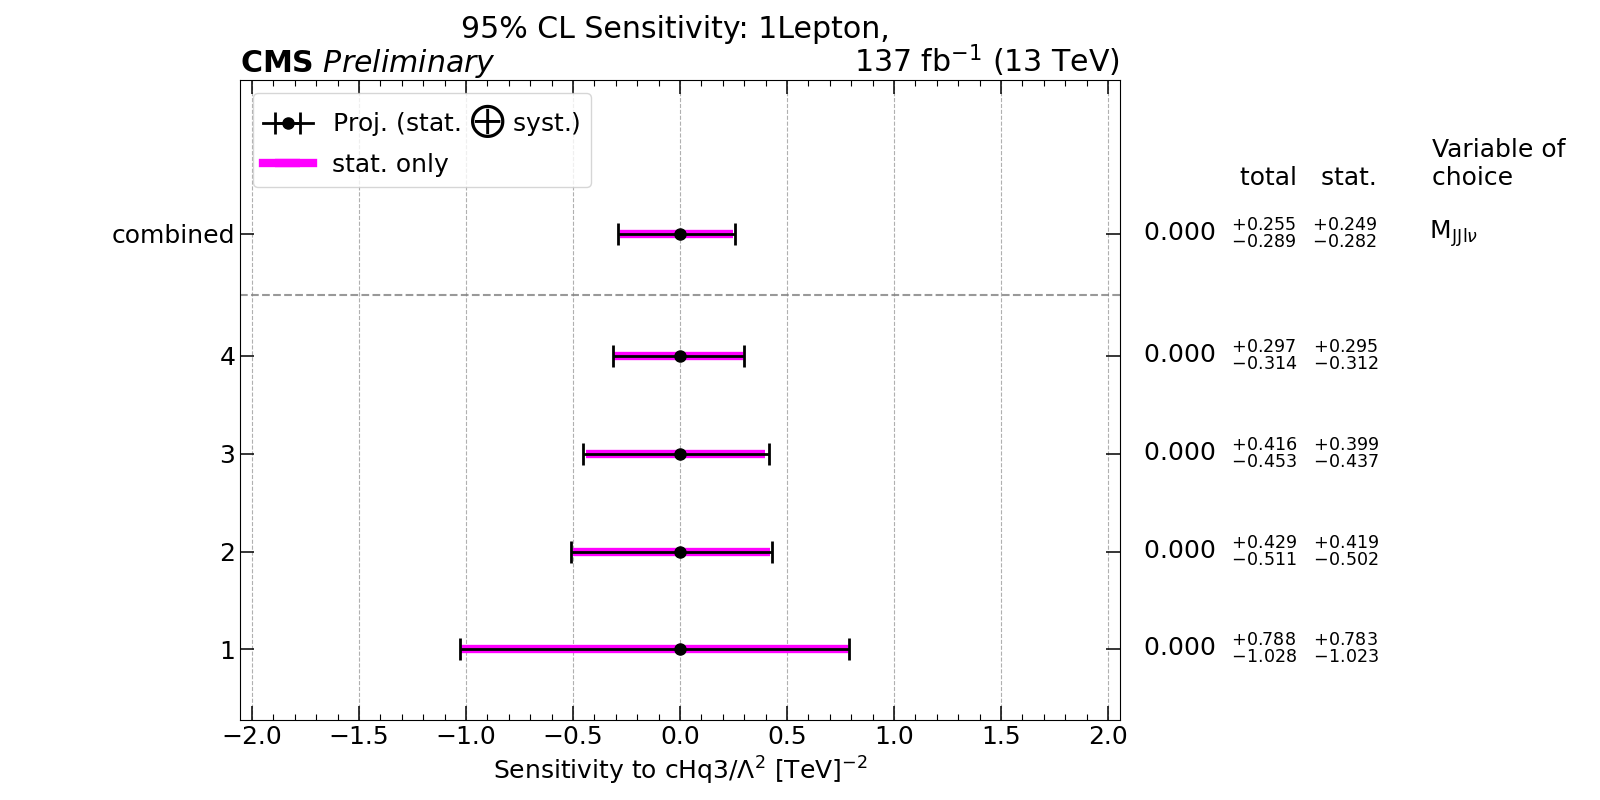 95% CL Sensitivity: 1Lepton,
CMS Preliminary 137 fb⁻¹ (13 TeV)
Proj. (stat. ⊕ syst.)
stat. only
total stat. Variable of choice
combined 0.000 +0.255 −0.289 +0.249 −0.282 M_JJlν
4 0.000 +0.297 −0.314 +0.295 −0.312
3 0.000 +0.416 −0.453 +0.399 −0.437
2 0.000 +0.429 −0.511 +0.419 −0.502
1 0.000 +0.788 −1.028 +0.783 −1.023
−2.0 −1.5 −1.0 −0.5 0.0 0.5 1.0 1.5 2.0
Sensitivity to cHq3/Λ² [TeV]⁻²